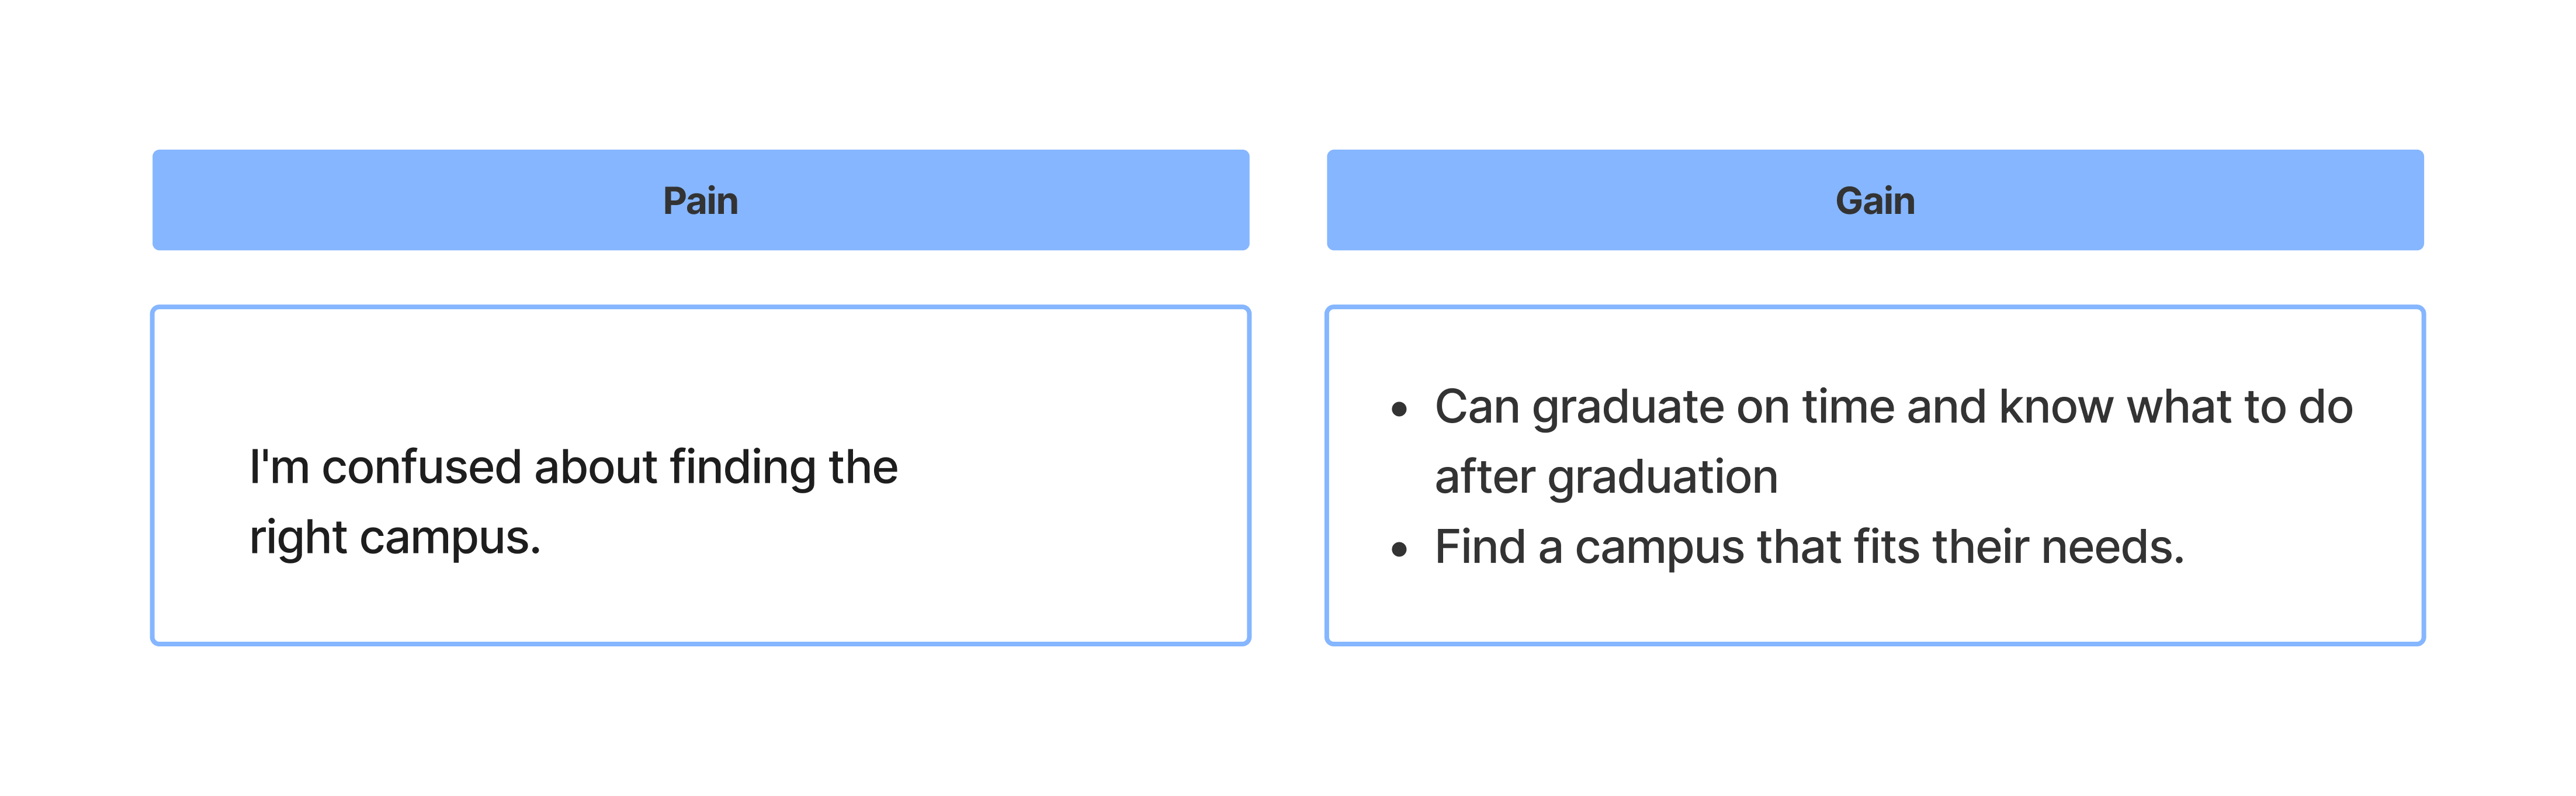 Pain
I'm confused about finding the
right campus.
Gain
• Can graduate on time and know what to do
after graduation
• Find a campus that fits their needs.